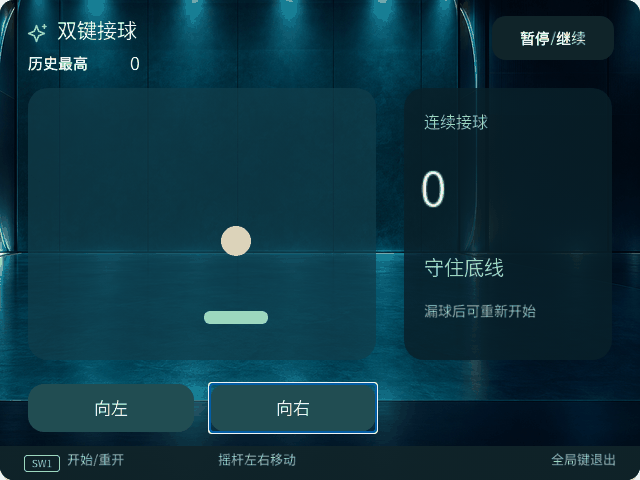 双键接球
暂停/继续
历史最高 0
连续接球
0
守住底线
漏球后可重新开始
向左
向右
SW1 开始/重开
摇杆左右移动
全局键退出